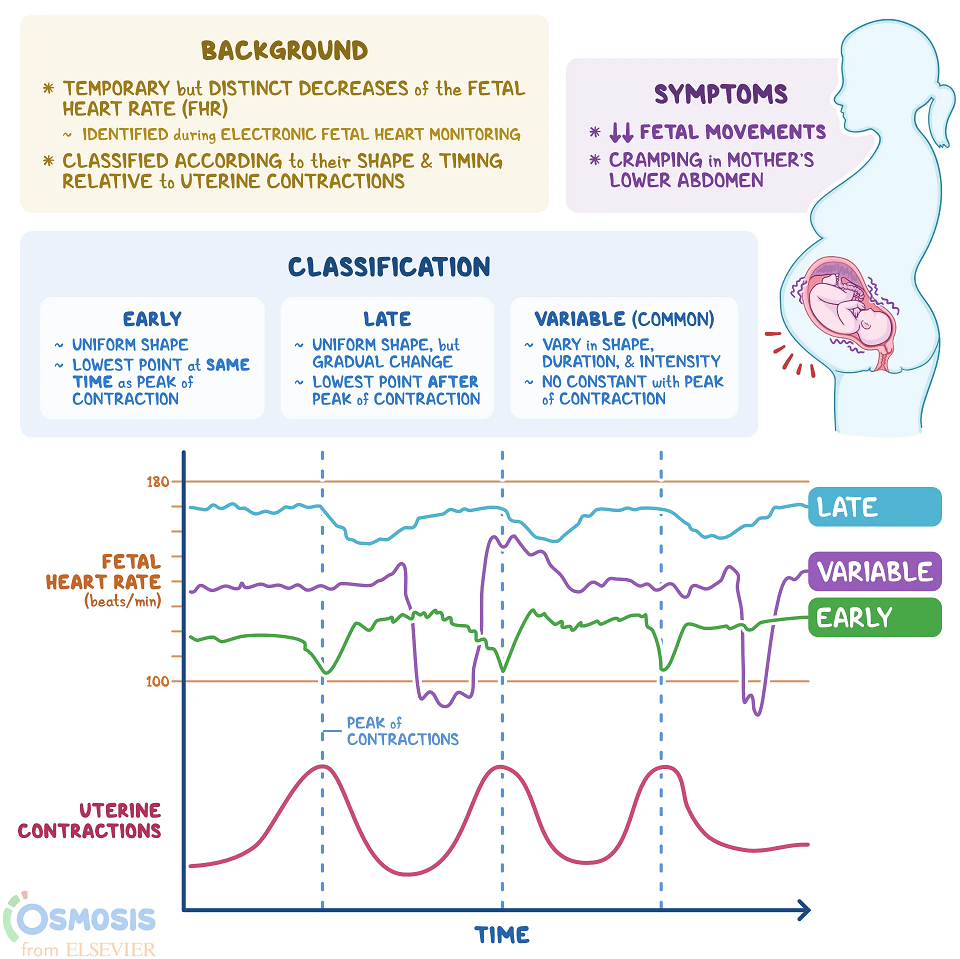 BACKGROUND
* TEMPORARY but DISTINCT DECREASES of the FETAL
HEART RATE (FHR)
~ IDENTIFIED during ELECTRONIC FETAL HEART MONITORING
* CLASSIFIED ACCORDING to their SHAPE & TIMING
RELATIVE to UTERINE CONTRACTIONS
SYMPTOMS
* ↓↓ FETAL MOVEMENTS
* CRAMPING in MOTHER'S
LOWER ABDOMEN
CLASSIFICATION
EARLY
~ UNIFORM SHAPE
~ LOWEST POINT at SAME
TIME as PEAK of
CONTRACTION
LATE
~ UNIFORM SHAPE, but
GRADUAL CHANGE
~ LOWEST POINT AFTER
PEAK of CONTRACTION
VARIABLE (COMMON)
~ VARY in SHAPE,
DURATION, & INTENSITY
~ NO CONSTANT with PEAK
of CONTRACTION
180
LATE
FETAL
HEART RATE
(beats/min)
VARIABLE
EARLY
100
PEAK of
CONTRACTIONS
UTERINE
CONTRACTIONS
TIME
OSMOSIS
from ELSEVIER